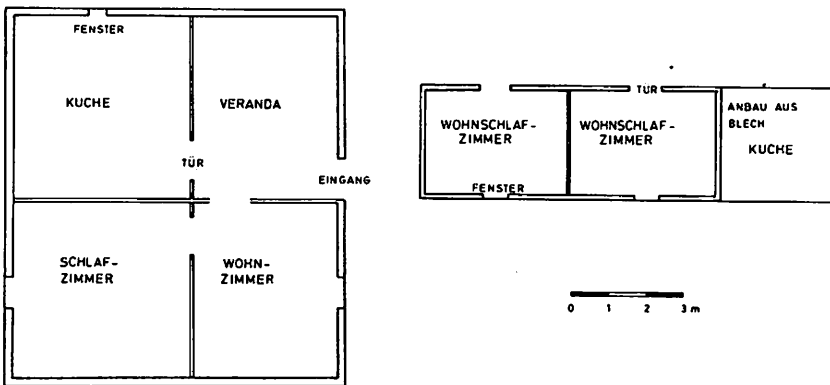 FENSTER
KUCHE
VERANDA
TÜR
EINGANG
SCHLAF-
ZIMMER
WOHN-
ZIMMER
TÜR
WOHNSCHLAF-
ZIMMER
WOHNSCHLAF-
ZIMMER
FENSTER
ANBAU AUS
BLECH
KUCHE
0 1 2 3 m